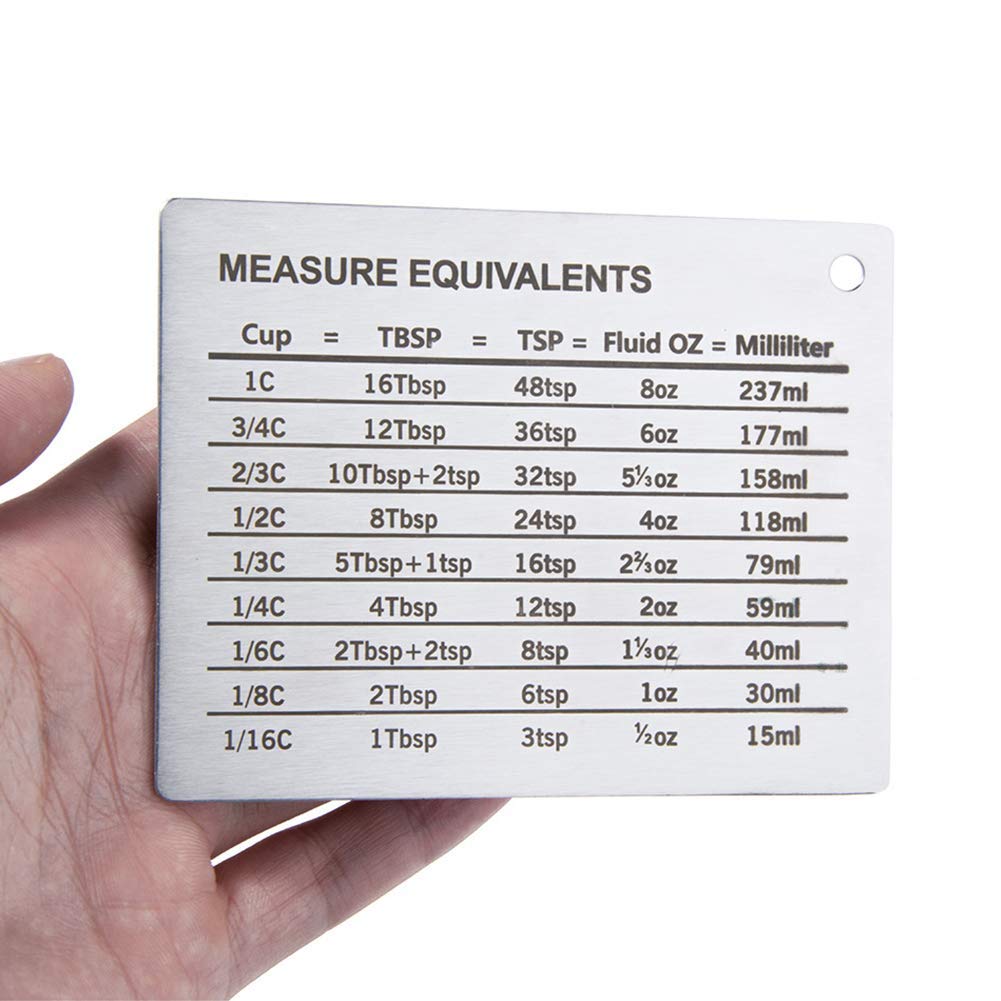 MEASURE EQUIVALENTS
Cup = TBSP = TSP = Fluid OZ = Milliliter
1C 16Tbsp 48tsp 8oz 237ml
3/4C 12Tbsp 36tsp 6oz 177ml
2/3C 10Tbsp+2tsp 32tsp 5⅓oz 158ml
1/2C 8Tbsp 24tsp 4oz 118ml
1/3C 5Tbsp+1tsp 16tsp 2⅔oz 79ml
1/4C 4Tbsp 12tsp 2oz 59ml
1/6C 2Tbsp+2tsp 8tsp 1⅓oz 40ml
1/8C 2Tbsp 6tsp 1oz 30ml
1/16C 1Tbsp 3tsp ½oz 15ml